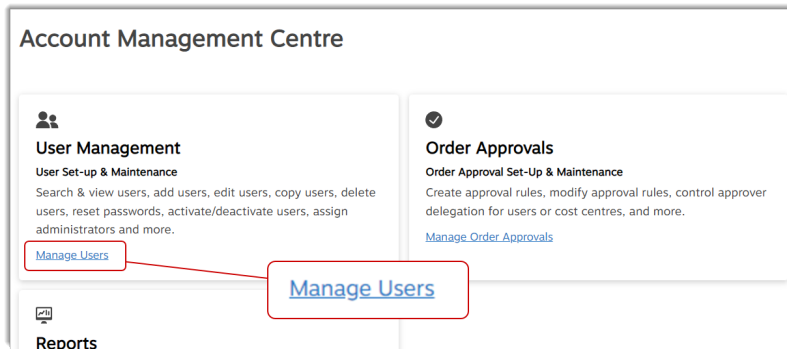 Account Management Centre
User Management
User Set-up & Maintenance
Search & view users, add users, edit users, copy users, delete
users, reset passwords, activate/deactivate users, assign
administrators and more.
Manage Users
Order Approvals
Order Approval Set-Up & Maintenance
Create approval rules, modify approval rules, control approver
delegation for users or cost centres, and more.
Manage Order Approvals
Manage Users
Reports